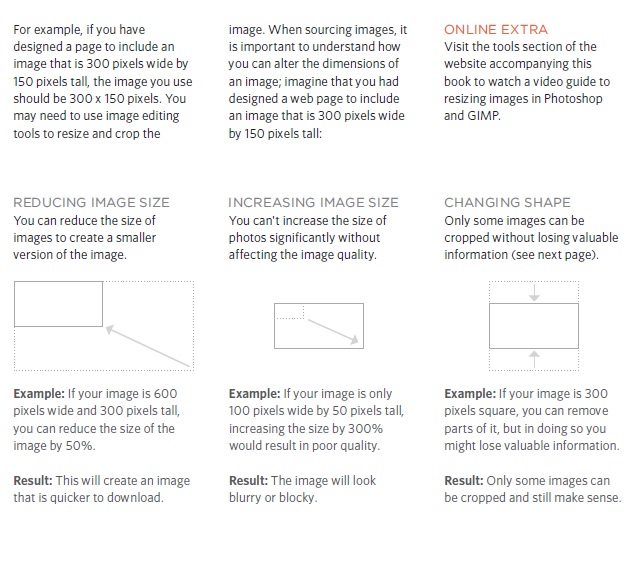 For example, if you have
designed a page to include an
image that is 300 pixels wide by
150 pixels tall, the image you use
should be 300 x 150 pixels. You
may need to use image editing
tools to resize and crop the
image. When sourcing images, it
is important to understand how
you can alter the dimensions of
an image; imagine that you had
designed a web page to include
an image that is 300 pixels wide
by 150 pixels tall:
ONLINE EXTRA
Visit the tools section of the
website accompanying this
book to watch a video guide to
resizing images in Photoshop
and GIMP.
REDUCING IMAGE SIZE
You can reduce the size of
images to create a smaller
version of the image.
Example: If your image is 600
pixels wide and 300 pixels tall,
you can reduce the size of the
image by 50%.
Result: This will create an image
that is quicker to download.
INCREASING IMAGE SIZE
You can't increase the size of
photos significantly without
affecting the image quality.
Example: If your image is only
100 pixels wide by 50 pixels tall,
increasing the size by 300%
would result in poor quality.
Result: The image will look
blurry or blocky.
CHANGING SHAPE
Only some images can be
cropped without losing valuable
information (see next page).
Example: If your image is 300
pixels square, you can remove
parts of it, but in doing so you
might lose valuable information.
Result: Only some images can
be cropped and still make sense.